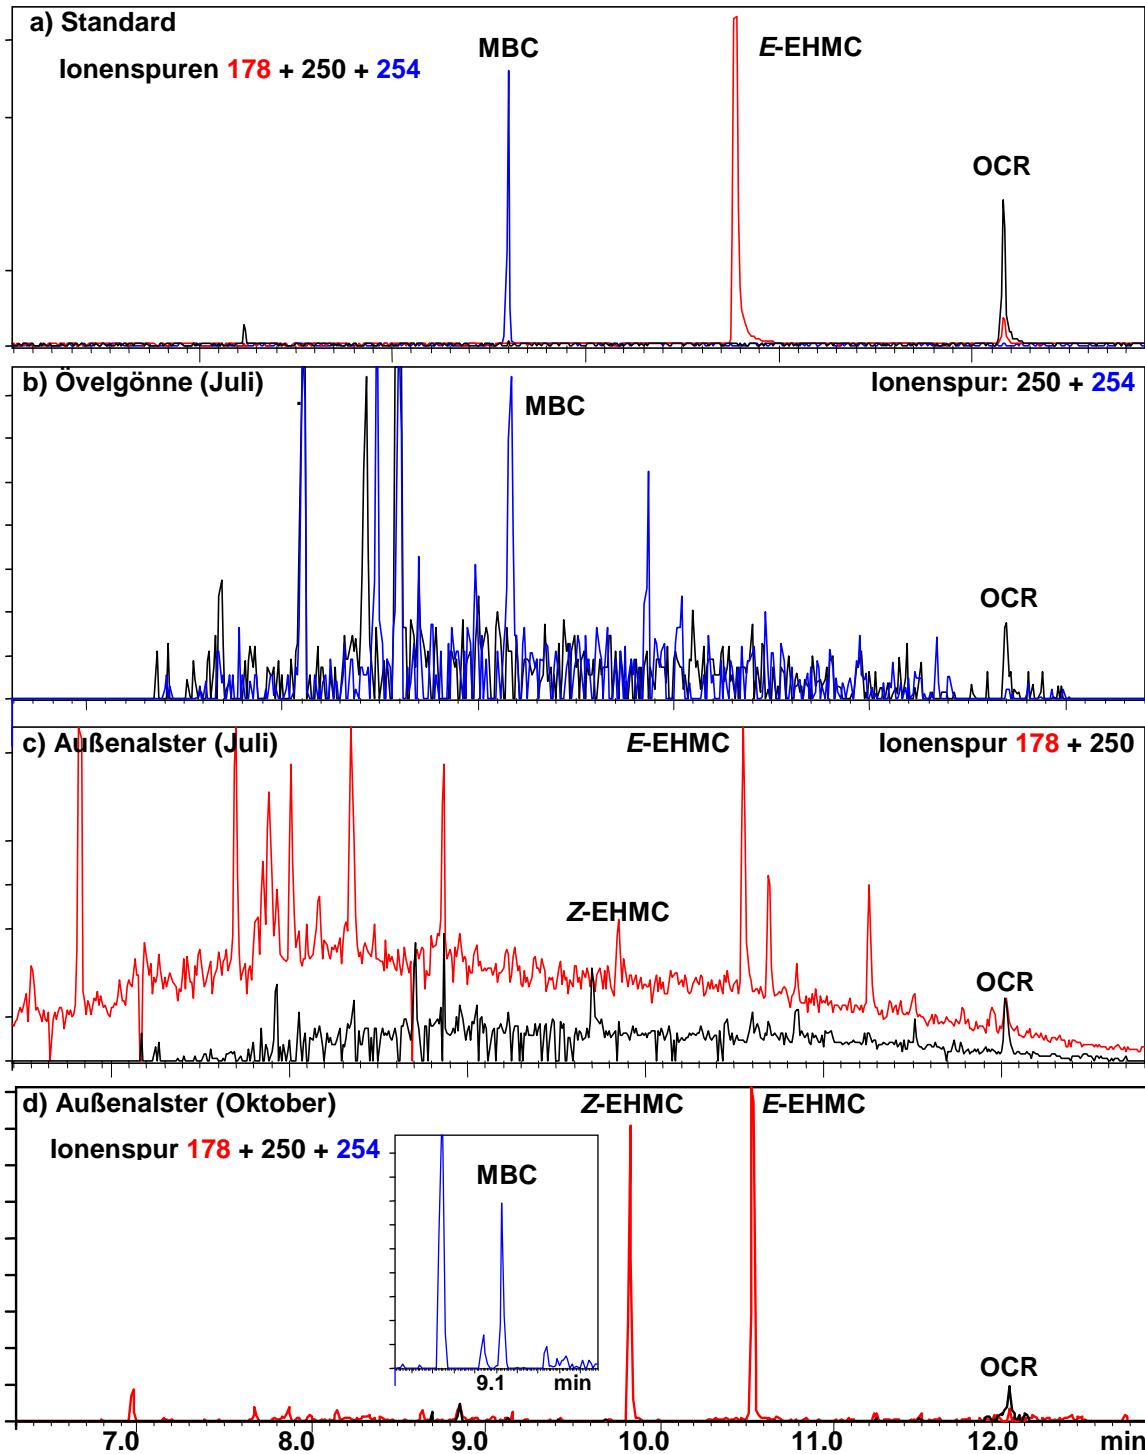 a) Standard
MBC
E-EHMC
Ionenspuren 178 + 250 + 254
OCR
b) Övelgönne (Juli)
Ionenspur: 250 + 254
MBC
OCR
c) Außenalster (Juli)
E-EHMC
Ionenspur 178 + 250
Z-EHMC
OCR
d) Außenalster (Oktober)
Z-EHMC
E-EHMC
Ionenspur 178 + 250 + 254
MBC
OCR
9.1 min
7.0 8.0 9.0 10.0 11.0 12.0 min